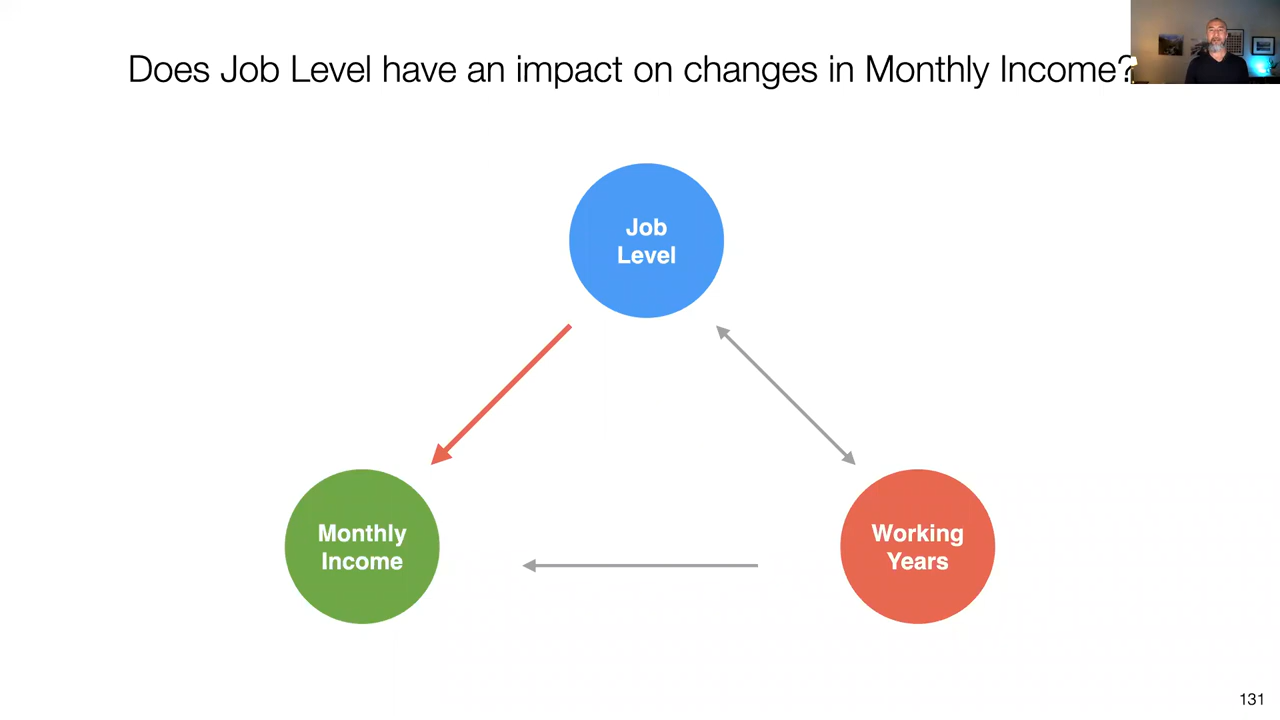 Does Job Level have an impact on changes in Monthly Income?
Job
Level
Monthly
Income
Working
Years
131